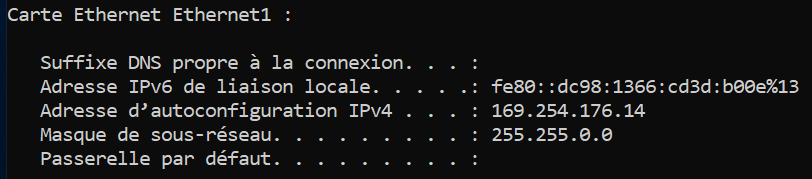 Carte Ethernet Ethernet1 :
Suffixe DNS propre à la connexion. . . :
Adresse IPv6 de liaison locale. . . . .: fe80::dc98:1366:cd3d:b00e%13
Adresse d’autoconfiguration IPv4 . . . : 169.254.176.14
Masque de sous-réseau. . . . . . . . . : 255.255.0.0
Passerelle par défaut. . . . . . . . . :